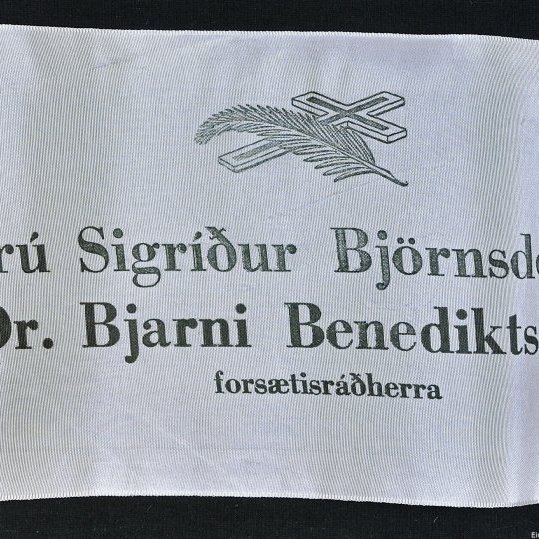 rú Sigríður Björnsd
Dr. Bjarni Benedikts
forsætisráðherra